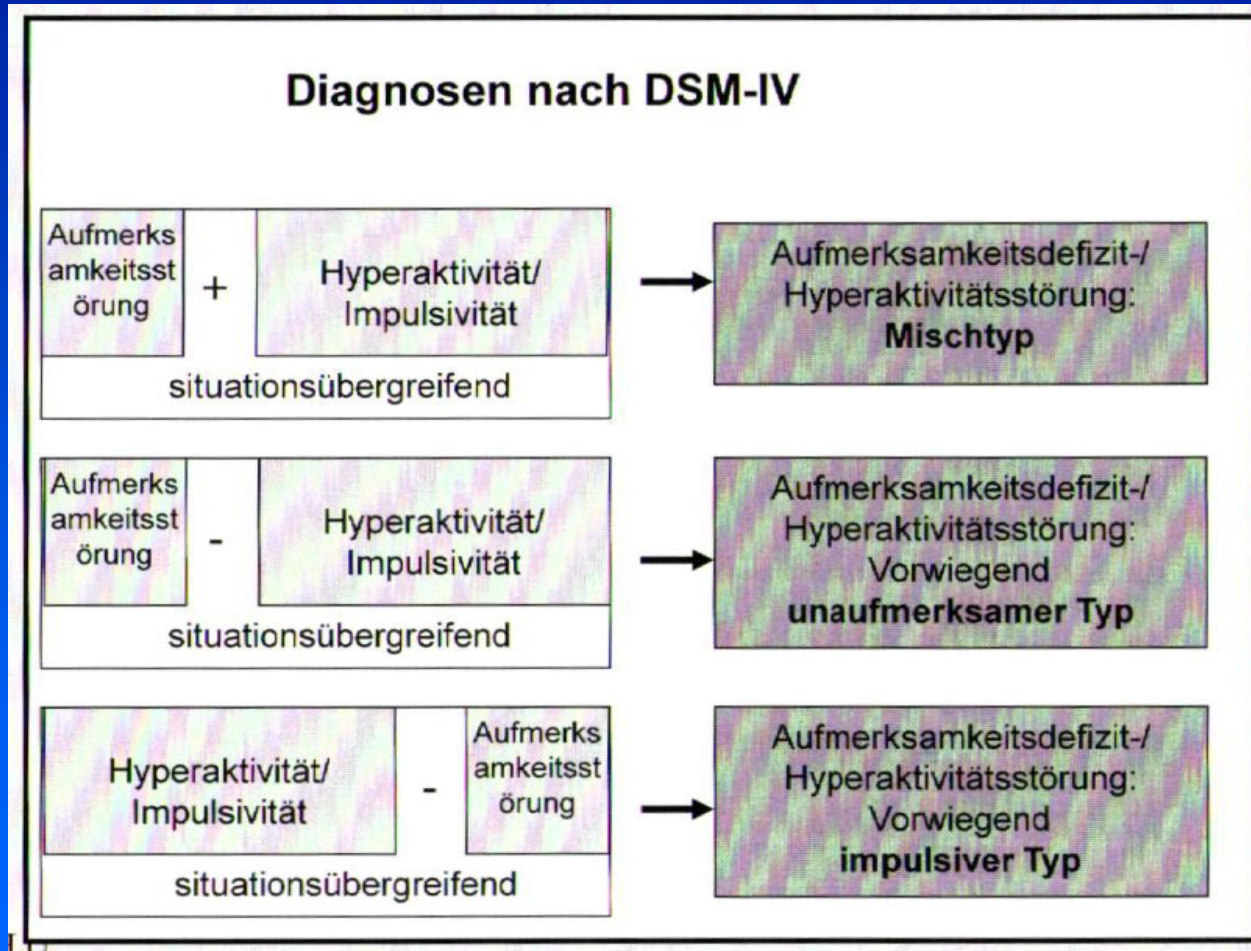 Diagnosen nach DSM-IV
Aufmerks
amkeitsst
örung
+
Hyperaktivität/
Impulsivität
situationsübergreifend
Aufmerksamkeitsdefizit-/
Hyperaktivitätsstörung:
Mischtyp
Aufmerks
amkeitsst
örung
-
Hyperaktivität/
Impulsivität
situationsübergreifend
Aufmerksamkeitsdefizit-/
Hyperaktivitätsstörung:
Vorwiegend
unaufmerksamer Typ
Hyperaktivität/
Impulsivität
-
Aufmerks
amkeitsst
örung
situationsübergreifend
Aufmerksamkeitsdefizit-/
Hyperaktivitätsstörung:
Vorwiegend
impulsiver Typ